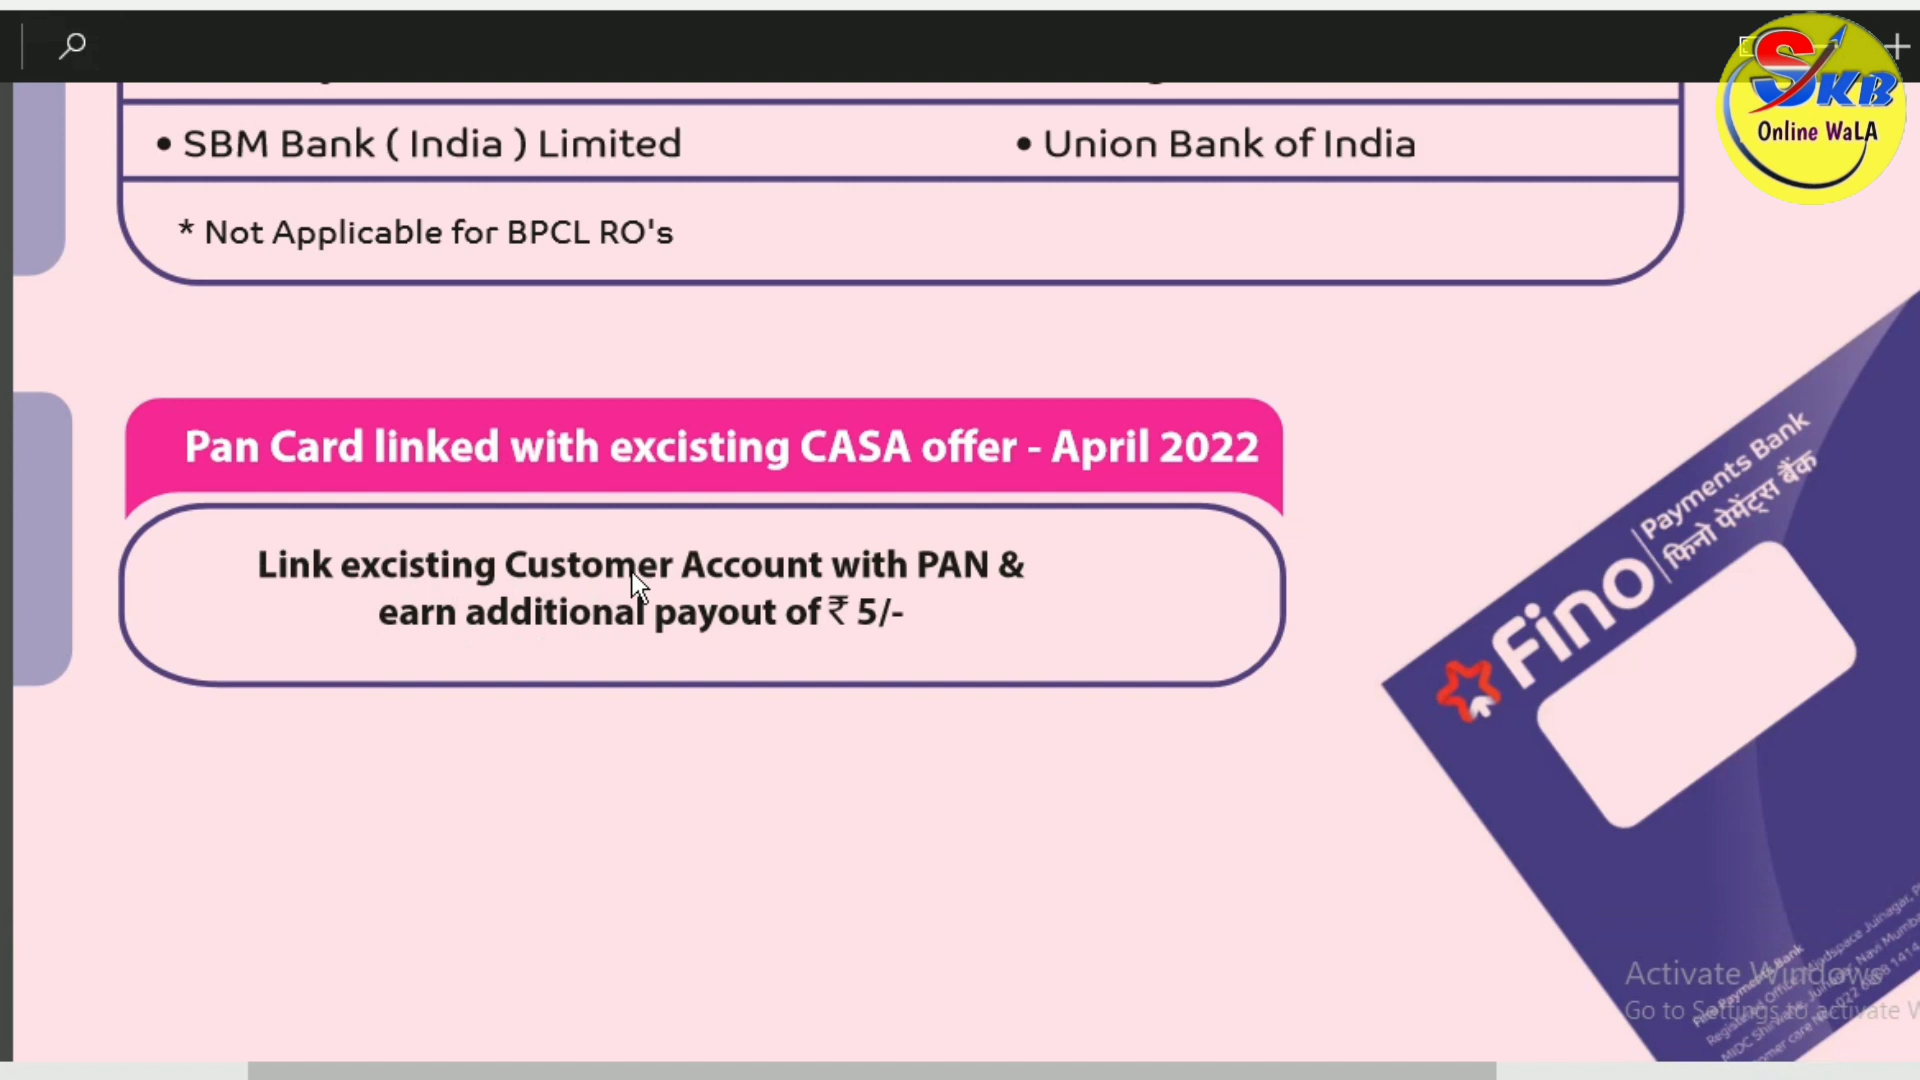 SKB
Online WaLA
• SBM Bank ( India ) Limited
• Union Bank of India
* Not Applicable for BPCL RO's
Pan Card linked with excisting CASA offer - April 2022
Link excisting Customer Account with PAN &
earn additional payout of ₹ 5/-
Fino
Payments Bank
फिनो पेमेंट्स बैंक
Activate Windows
Go to Settings to activate W